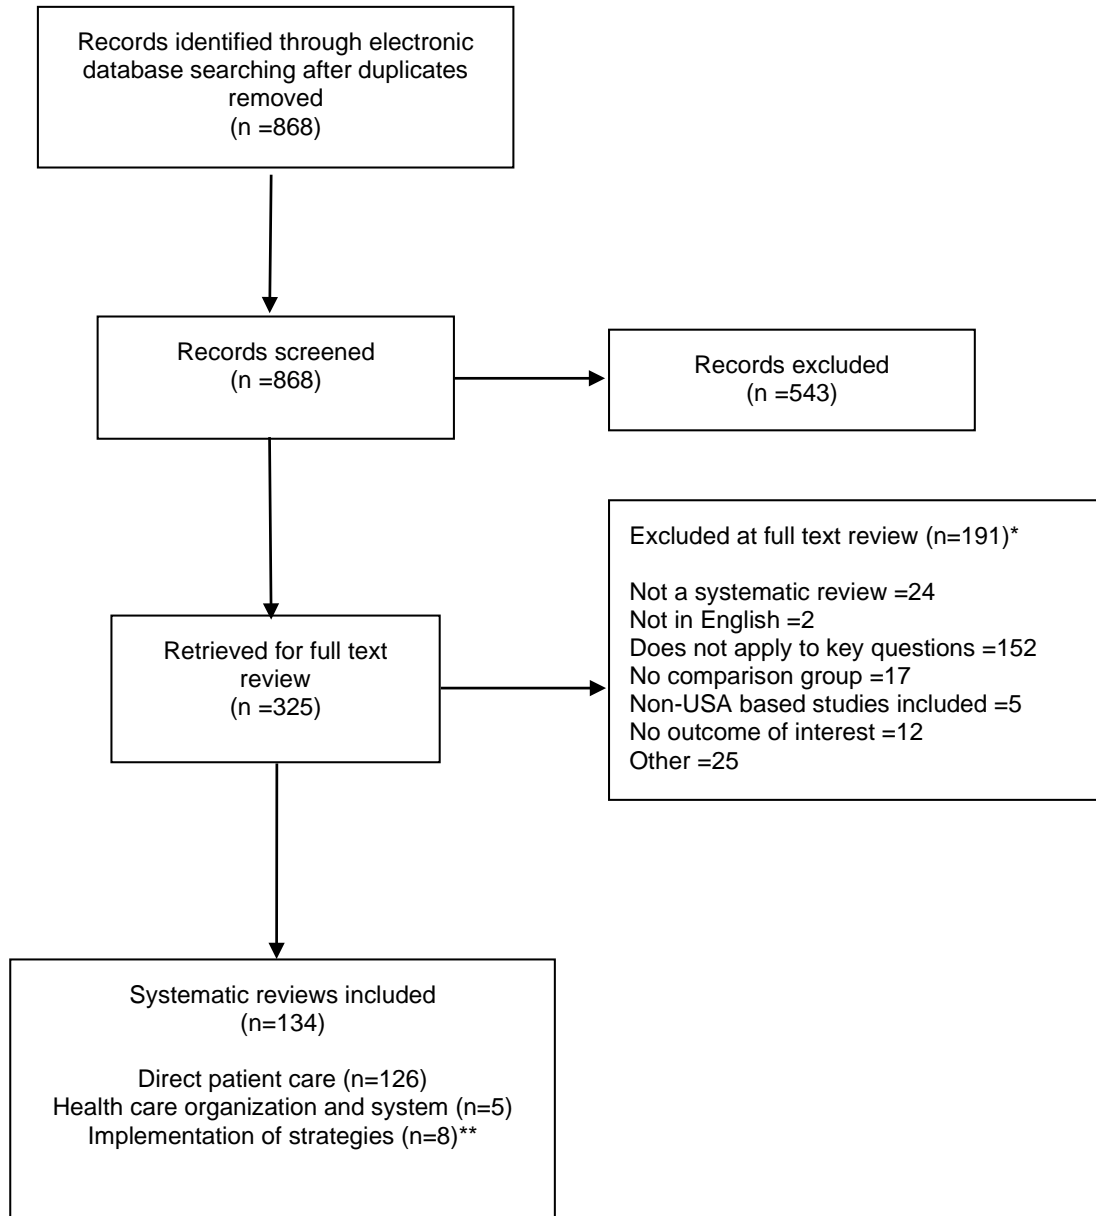 Records identified through electronic
database searching after duplicates
removed
(n =868)
Records screened
(n =868)
Records excluded
(n =543)
Retrieved for full text
review
(n =325)
Excluded at full text review (n=191)*
Not a systematic review =24
Not in English =2
Does not apply to key questions =152
No comparison group =17
Non-USA based studies included =5
No outcome of interest =12
Other =25
Systematic reviews included
(n=134)
Direct patient care (n=126)
Health care organization and system (n=5)
Implementation of strategies (n=8)**